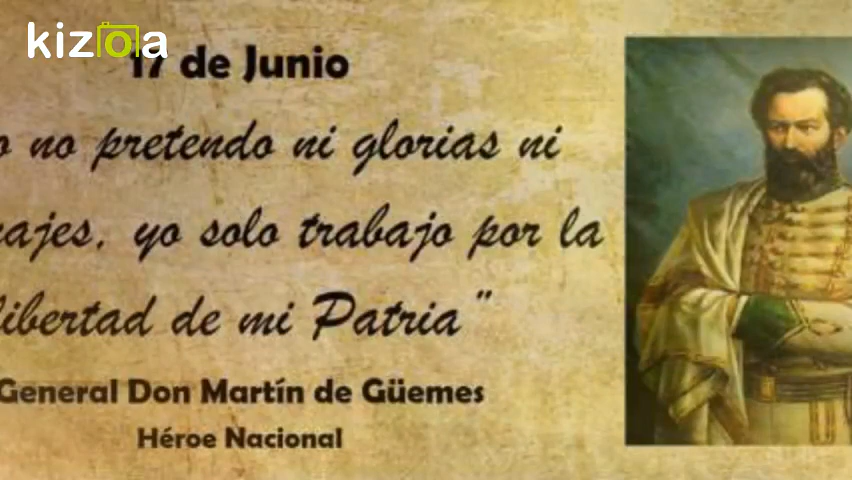 kizoa
17 de Junio
o no pretendo ni glorias ni
ajes, yo solo trabajo por la
libertad de mi Patria"
General Don Martín de Güemes
Héroe Nacional